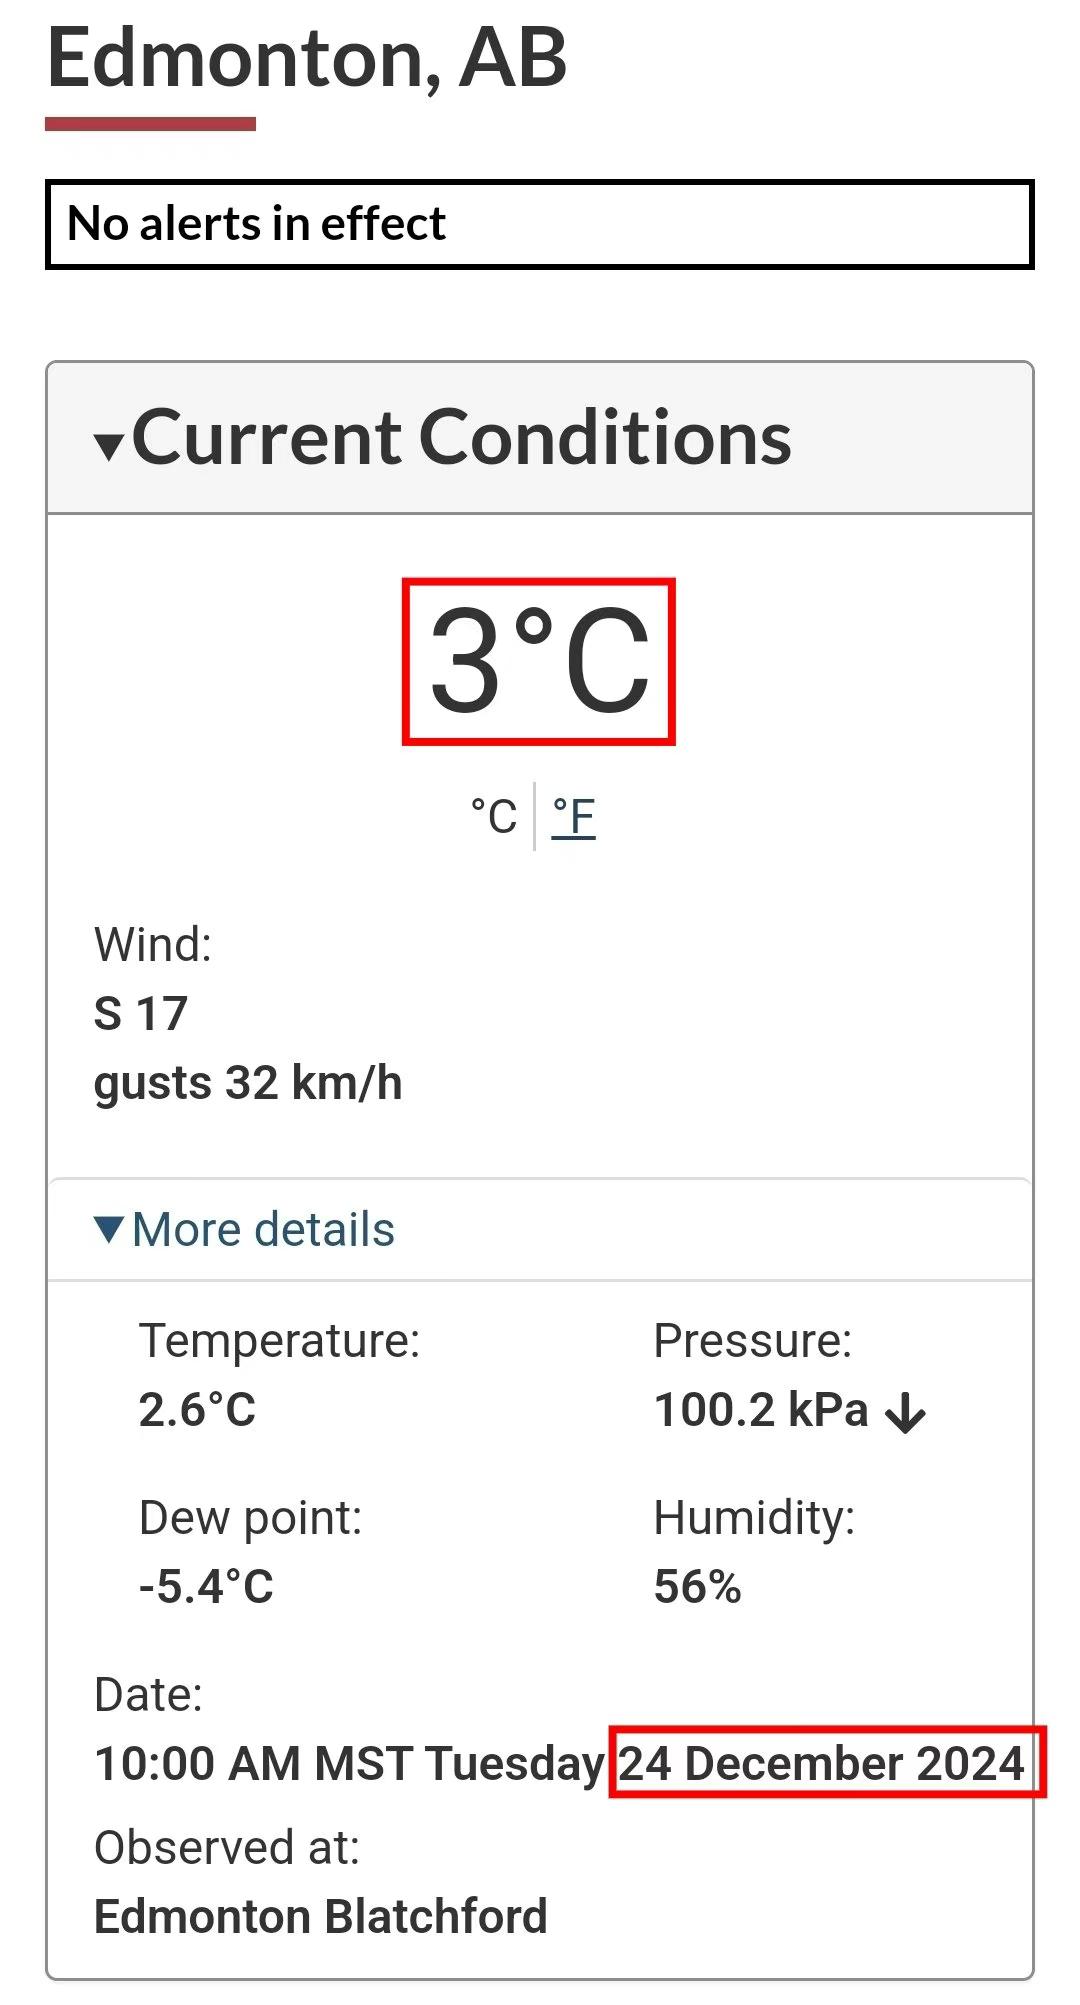 Edmonton, AB
No alerts in effect
▼Current Conditions
3°C
°C °F
Wind:
S 17
gusts 32 km/h
▼More details
Temperature: Pressure:
2.6°C 100.2 kPa ↓
Dew point: Humidity:
-5.4°C 56%
Date:
10:00 AM MST Tuesday 24 December 2024
Observed at:
Edmonton Blatchford